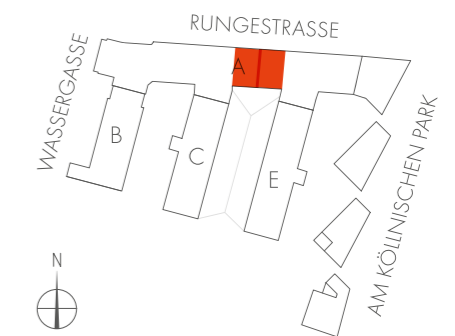 RUNGESTRASSE
WASSERGASSE
A
B
C
E
AM KÖLLNISCHEN PARK
N